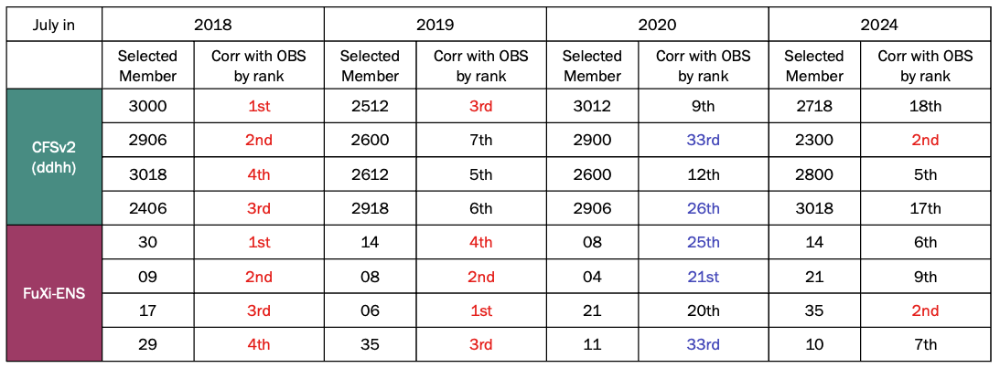 July in 2018 2019 2020 2024
Selected Member Corr with OBS by rank Selected Member Corr with OBS by rank Selected Member Corr with OBS by rank Selected Member Corr with OBS by rank
CFSv2 (ddhh)
3000 1st 2512 3rd 3012 9th 2718 18th
2906 2nd 2600 7th 2900 33rd 2300 2nd
3018 4th 2612 5th 2600 12th 2800 5th
2406 3rd 2918 6th 2906 26th 3018 17th
FuXi-ENS
30 1st 14 4th 08 25th 14 6th
09 2nd 08 2nd 04 21st 21 9th
17 3rd 06 1st 21 20th 35 2nd
29 4th 35 3rd 11 33rd 10 7th